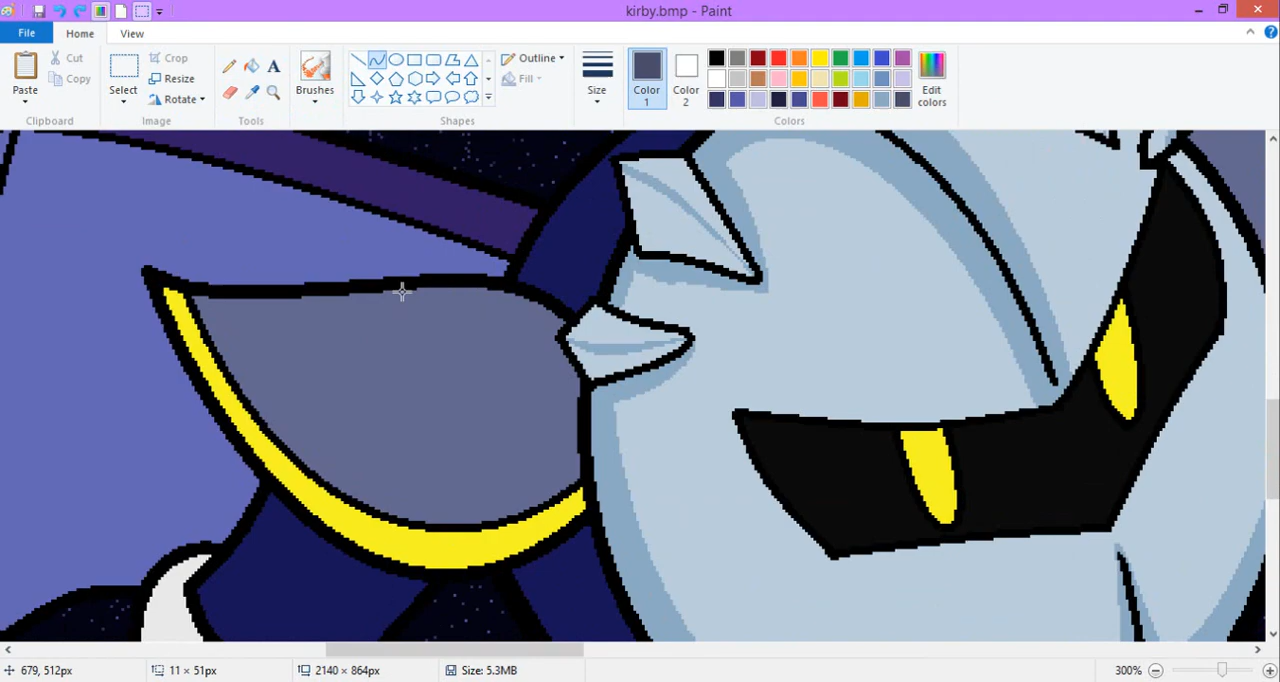 kirby.bmp - Paint
File Home View
Paste
Cut
Copy
Clipboard
Select
Crop
Resize
Rotate
Image
A
Tools
Brushes
Outline
Fill
Shapes
Size
Color 1
Color 2
Edit colors
Colors
679, 512px
11 × 51px
2140 × 864px
Size: 5.3MB
300%